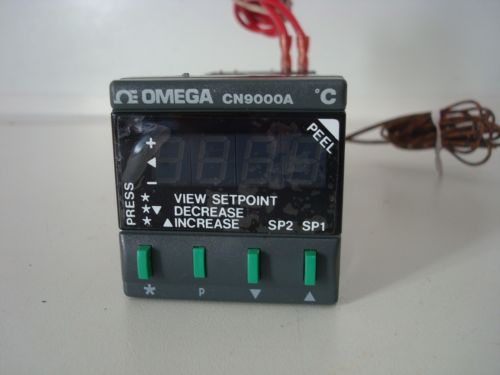 OMEGA CN9000A °C
PEEL
+
▲
—
PRESS
★ VIEW SETPOINT
★▼ DECREASE
★▲INCREASE SP2 SP1
* P ▼ ▲